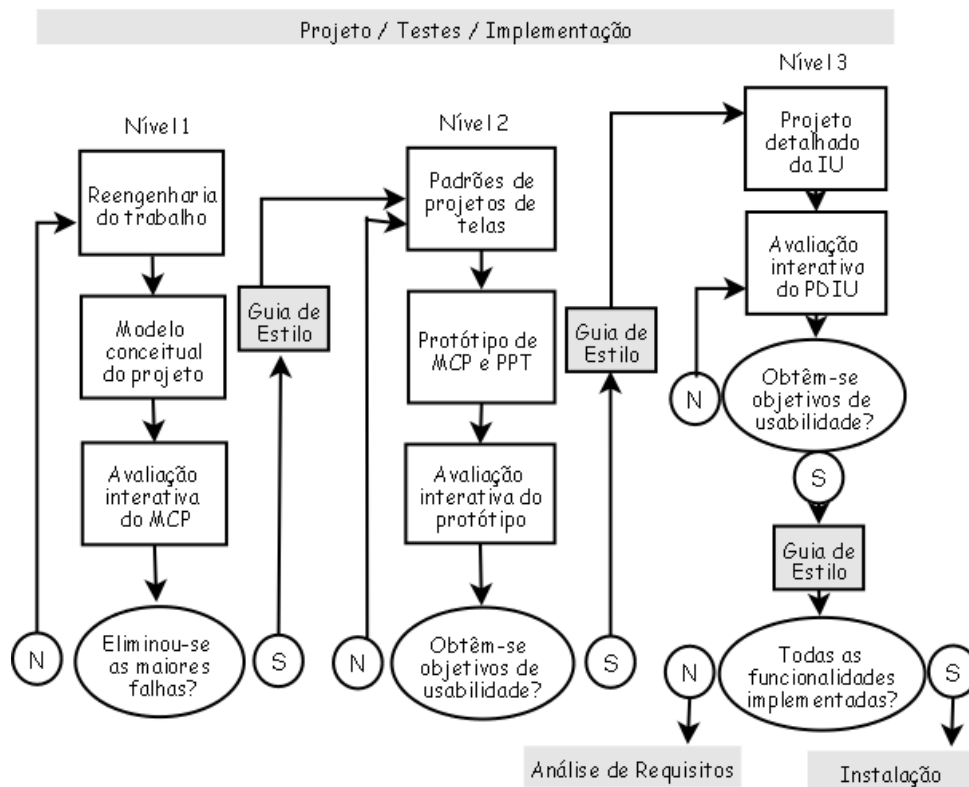 Projeto / Testes / Implementação
Nível 1
Reengenharia
do trabalho
Modelo
conceitual
do projeto
Avaliação
interativa
do MCP
N
Eliminou-se
as maiores
falhas?
S
Guia de
Estilo
Nível 2
Padrões de
projetos de
telas
Protótipo de
MCP e PPT
Avaliação
interativa do
protótipo
N
Obtêm-se
objetivos de
usabilidade?
S
Guia de
Estilo
Nível 3
Projeto
detalhado
da IU
Avaliação
interativa
do PDIU
N
Obtêm-se
objetivos de
usabilidade?
S
Guia de
Estilo
N
Todas as
funcionalidades
implementadas?
S
Análise de Requisitos
Instalação